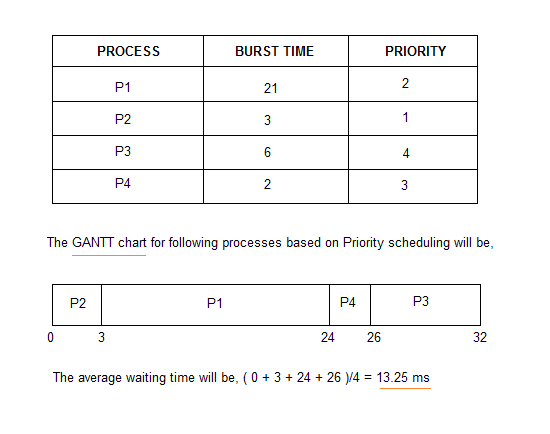 PROCESS BURST TIME PRIORITY
P1 21 2
P2 3 1
P3 6 4
P4 2 3
The GANTT chart for following processes based on Priority scheduling will be,
P2 P1 P4 P3
0 3 24 26 32
The average waiting time will be, ( 0 + 3 + 24 + 26 )/4 = 13.25 ms